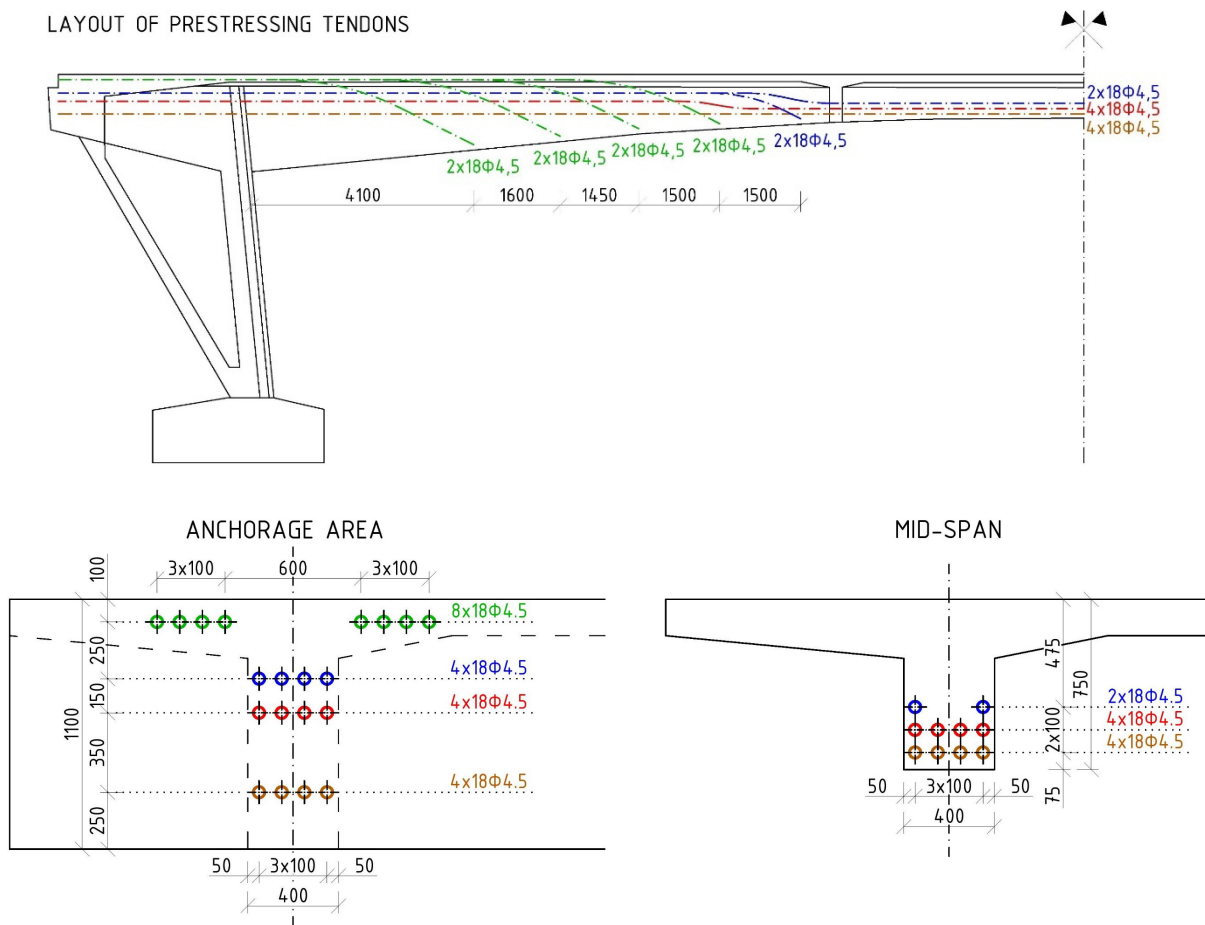 LAYOUT OF PRESTRESSING TENDONS
2x18Φ4,5
4x18Φ4,5
4x18Φ4,5
2x18Φ4,5
2x18Φ4,5
2x18Φ4,5
2x18Φ4,5
2x18Φ4,5
4100 1600 1450 1500 1500
ANCHORAGE AREA
3x100 600 3x100
100
250
150
350
250
1100
8x18Φ4.5
4x18Φ4.5
4x18Φ4.5
4x18Φ4.5
50 3x100 50
400
MID-SPAN
475
750
2x100
75
2x18Φ4.5
4x18Φ4.5
4x18Φ4.5
50 3x100 50
400